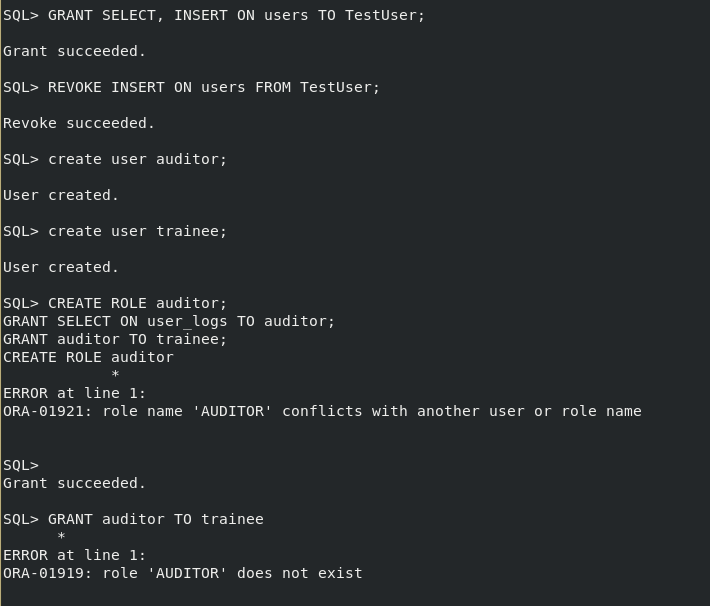 SQL> GRANT SELECT, INSERT ON users TO TestUser;
Grant succeeded.
SQL> REVOKE INSERT ON users FROM TestUser;
Revoke succeeded.
SQL> create user auditor;
User created.
SQL> create user trainee;
User created.
SQL> CREATE ROLE auditor;
GRANT SELECT ON user_logs TO auditor;
GRANT auditor TO trainee;
CREATE ROLE auditor
*
ERROR at line 1:
ORA-01921: role name 'AUDITOR' conflicts with another user or role name
SQL>
Grant succeeded.
SQL> GRANT auditor TO trainee
*
ERROR at line 1:
ORA-01919: role 'AUDITOR' does not exist